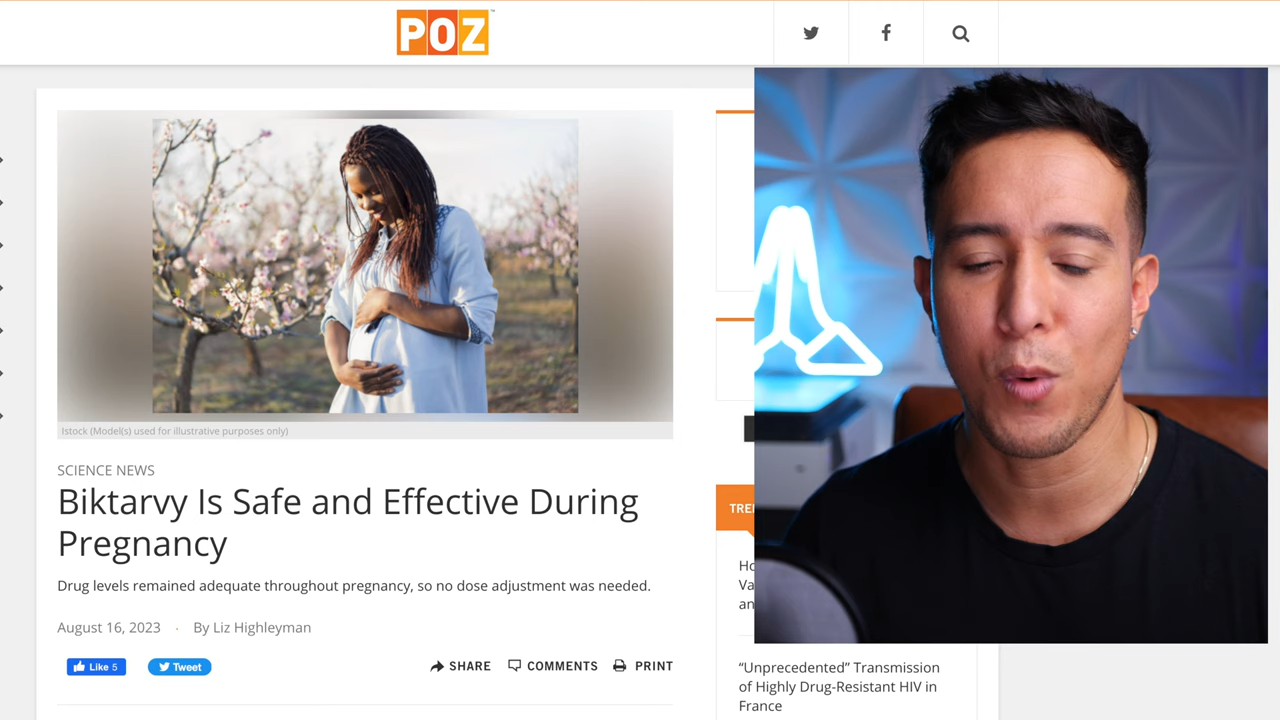 POZ
™
Istock (Model(s) used for illustrative purposes only)
SCIENCE NEWS
Biktarvy Is Safe and Effective During
Pregnancy
Drug levels remained adequate throughout pregnancy, so no dose adjustment was needed.
August 16, 2023 · By Liz Highleyman
Like 5 Tweet SHARE COMMENTS PRINT
“Unprecedented” Transmission
of Highly Drug-Resistant HIV in
France